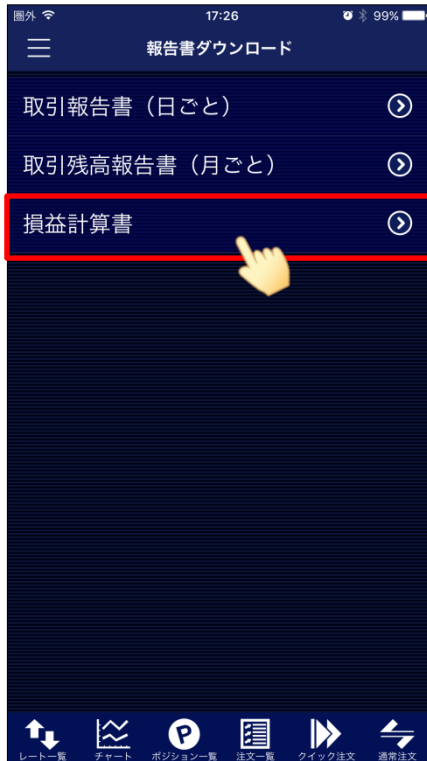 圏外 17:26 99%
報告書ダウンロード
取引報告書（日ごと）
取引残高報告書（月ごと）
損益計算書
P
レート一覧 チャート ポジション一覧 注文一覧 クイック注文 通常注文